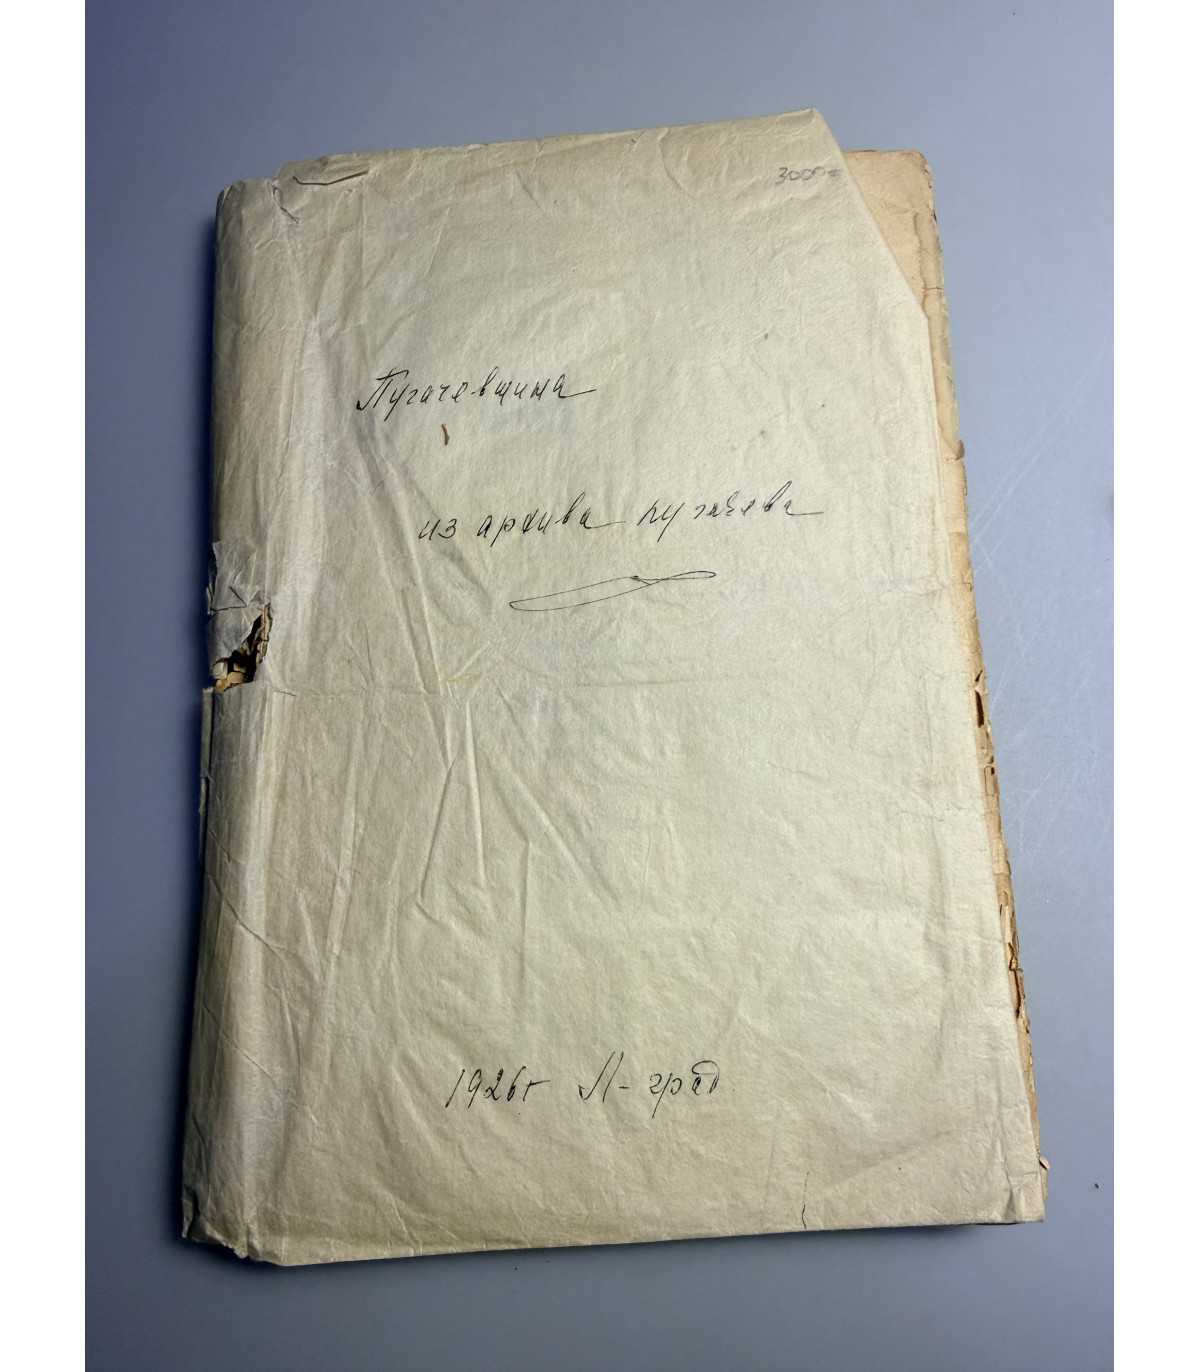 3000=
Пугачевщина
из архива пугачева
1926г Л-град